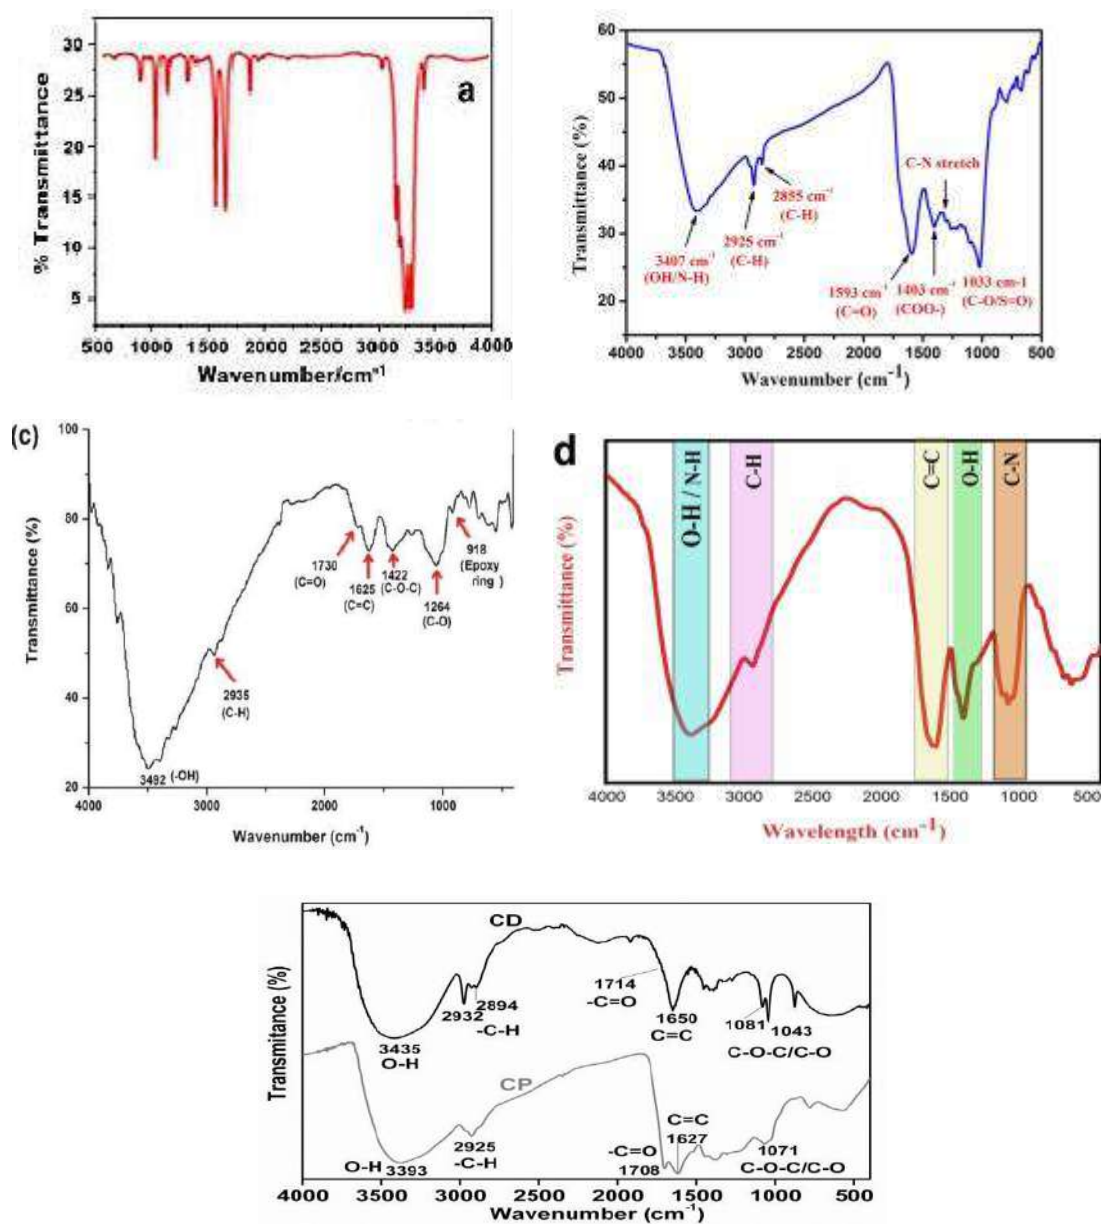 30
25
20
15
10
5
% Transmittance
a
500 1000 1500 2000 2500 3000 3500 4000
Wavenumber/cm⁻¹
60
50
40
30
20
Transmittance (%)
C-N stretch
2855 cm⁻¹
(C-H)
2925 cm⁻¹
(C-H)
3407 cm⁻¹
(OH/N-H)
1593 cm⁻¹
(C=O)
1403 cm⁻¹
(COO-)
1033 cm-1
(C-O/S=O)
4000 3500 3000 2500 2000 1500 1000 500
Wavenumber (cm⁻¹)
(c)
100
80
60
40
20
Transmittance (%)
1730
(C=O)
1625
(C=C)
1422
(C-O-C)
1264
(C-O)
918
(Epoxy
ring )
2935
(C-H)
3492 (-OH)
4000 3000 2000 1000
Wavenumber (cm⁻¹)
d
O-H / N-H
C-H
C=C
O-H
C-N
Transmittance (%)
4000 3500 3000 2500 2000 1500 1000 400
Wavelength (cm⁻¹)
Transmitance (%)
CD
3435
O-H
2932
2894
-C-H
1714
-C=O
1650
C=C
1081
1043
C-O-C/C-O
CP
O-H
3393
2925
-C-H
-C=O
1708
C=C
1627
1071
C-O-C/C-O
4000 3500 3000 2500 2000 1500 1000 500
Wavenumber (cm⁻¹)